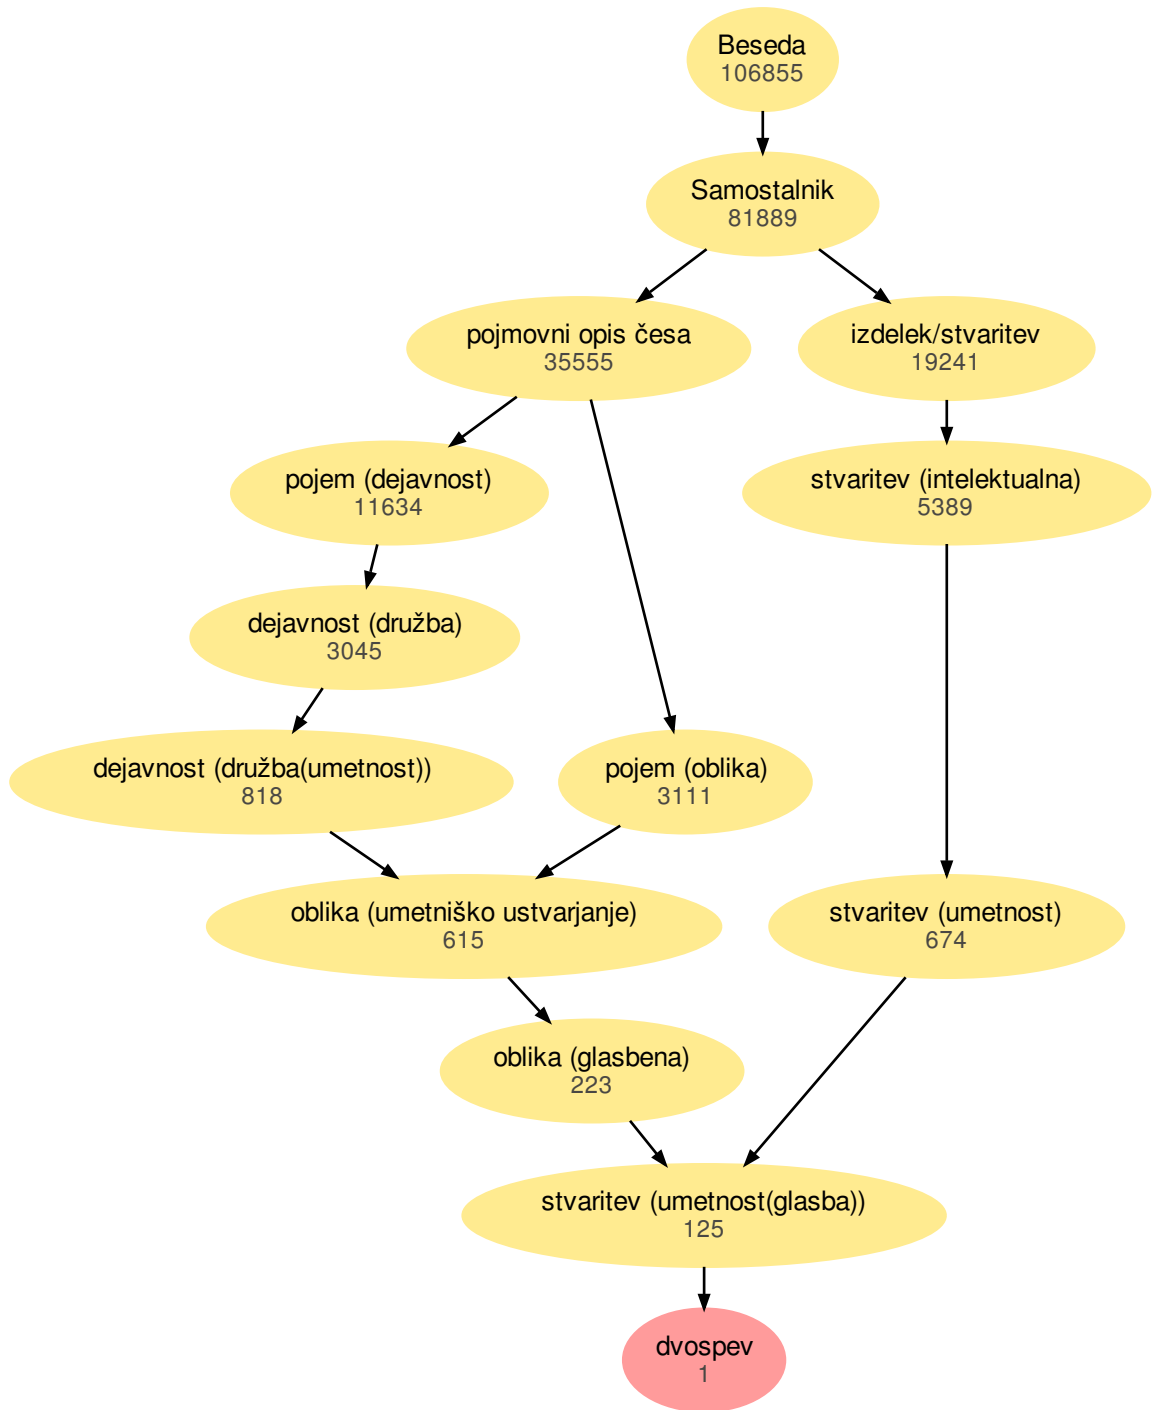 Beseda
106855
Samostalnik
81889
pojmovni opis česa
35555
izdelek/stvaritev
19241
pojem (dejavnost)
11634
stvaritev (intelektualna)
5389
dejavnost (družba)
3045
dejavnost (družba(umetnost))
818
pojem (oblika)
3111
oblika (umetniško ustvarjanje)
615
stvaritev (umetnost)
674
oblika (glasbena)
223
stvaritev (umetnost(glasba))
125
dvospev
1